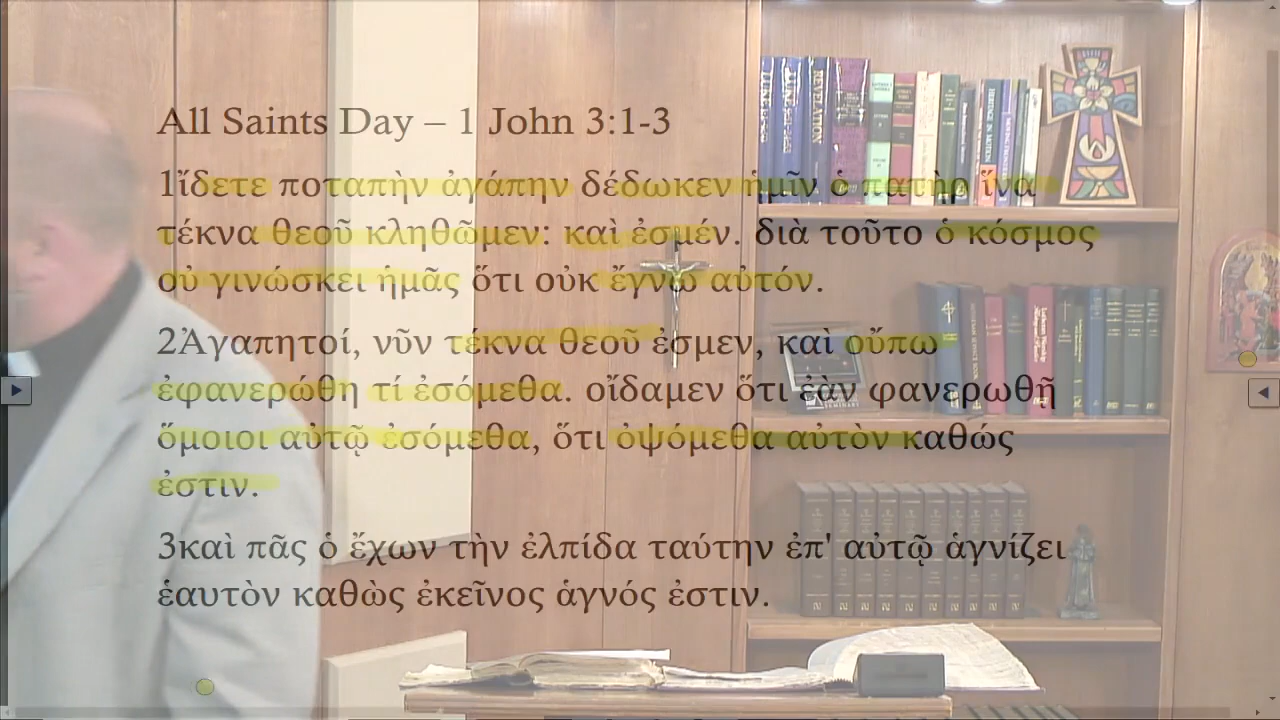 All Saints Day – 1 John 3:1-3
1ἴδετε ποταπὴν ἀγάπην δέδωκεν ἡμῖν ὁ πατὴρ ἵνα
τέκνα θεοῦ κληθῶμεν: καὶ ἐσμέν. διὰ τοῦτο ὁ κόσμος
οὐ γινώσκει ἡμᾶς ὅτι οὐκ ἔγνω αὐτόν.
2Ἀγαπητοί, νῦν τέκνα θεοῦ ἐσμεν, καὶ οὔπω
ἐφανερώθη τί ἐσόμεθα. οἴδαμεν ὅτι ἐὰν φανερωθῇ
ὅμοιοι αὐτῷ ἐσόμεθα, ὅτι ὀψόμεθα αὐτὸν καθώς
ἐστιν.
3καὶ πᾶς ὁ ἔχων τὴν ἐλπίδα ταύτην ἐπ' αὐτῷ ἁγνίζει
ἑαυτὸν καθὼς ἐκεῖνος ἁγνός ἐστιν.
REVELATION